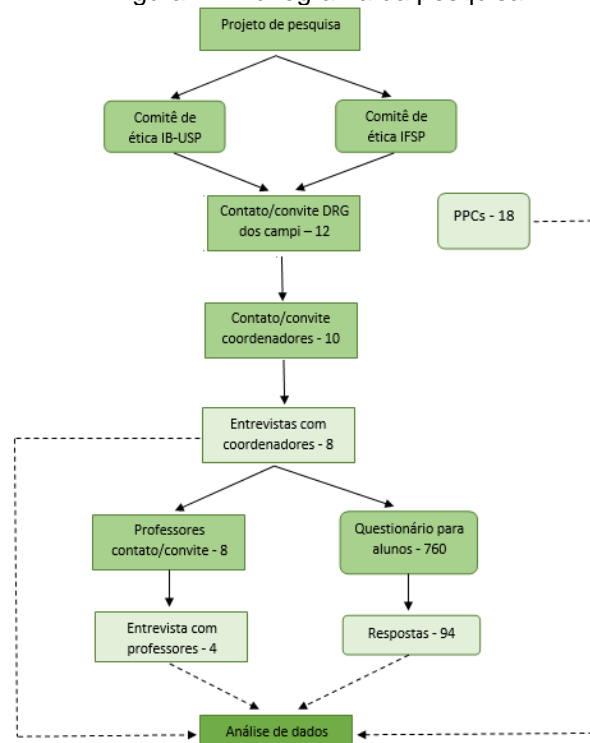 Projeto de pesquisa
Comitê de
ética IB-USP
Comitê de
ética IFSP
Contato/convite DRG
dos campi – 12
PPCs - 18
Contato/convite
coordenadores - 10
Entrevistas com
coordenadores - 8
Professores
contato/convite - 8
Questionário para
alunos - 760
Entrevista com
professores - 4
Respostas - 94
Análise de dados